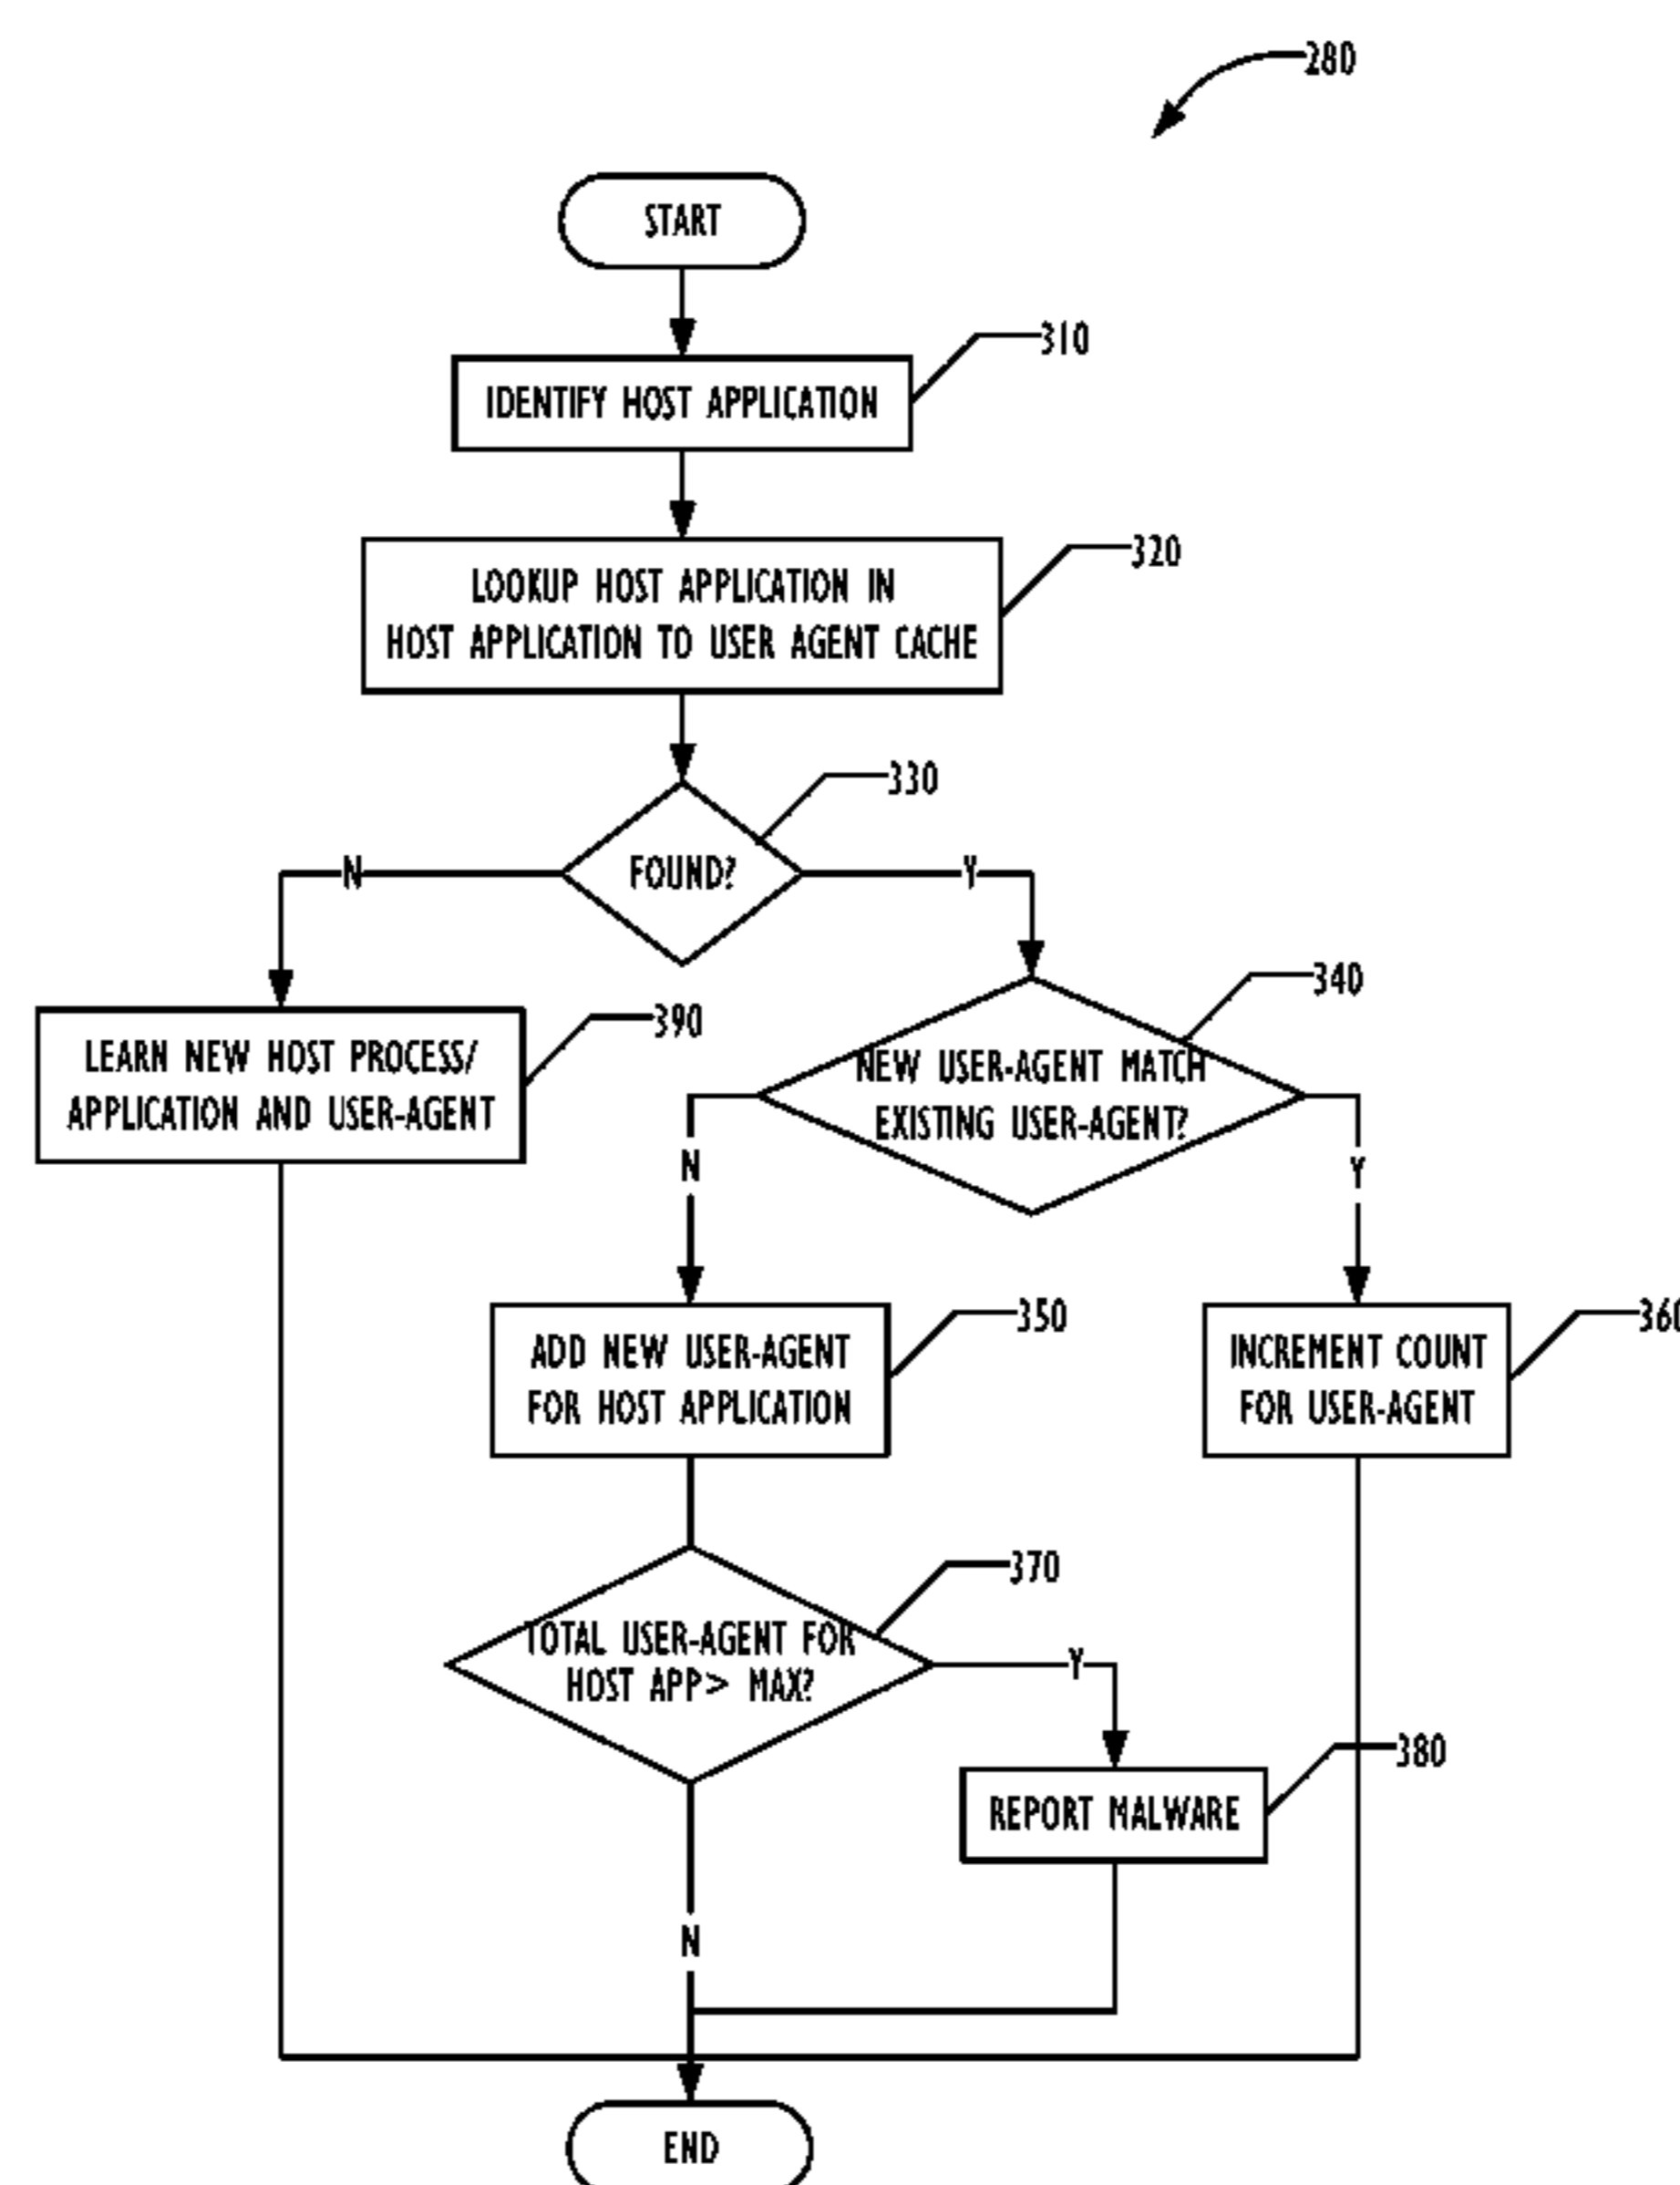 280
START
310
IDENTIFY HOST APPLICATION
320
LOOKUP HOST APPLICATION IN
HOST APPLICATION TO USER AGENT CACHE
330
FOUND?
N
Y
340
390
LEARN NEW HOST PROCESS/
APPLICATION AND USER-AGENT
NEW USER-AGENT MATCH
EXISTING USER-AGENT?
N
Y
350
360
ADD NEW USER-AGENT
FOR HOST APPLICATION
INCREMENT COUNT
FOR USER-AGENT
370
TOTAL USER-AGENT FOR
HOST APP> MAX?
Y
380
REPORT MALWARE
N
END